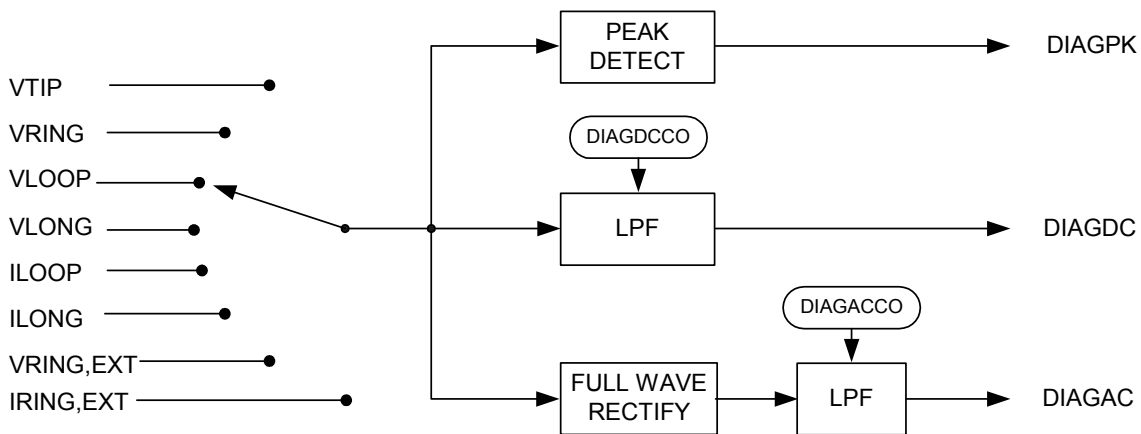 PEAK
DETECT
DIAGPK
VTIP
VRING
DIAGDCCO
VLOOP
VLONG
LPF
DIAGDC
ILOOP
ILONG
DIAGACCO
VRING,EXT
IRING,EXT
FULL WAVE
RECTIFY
LPF
DIAGAC